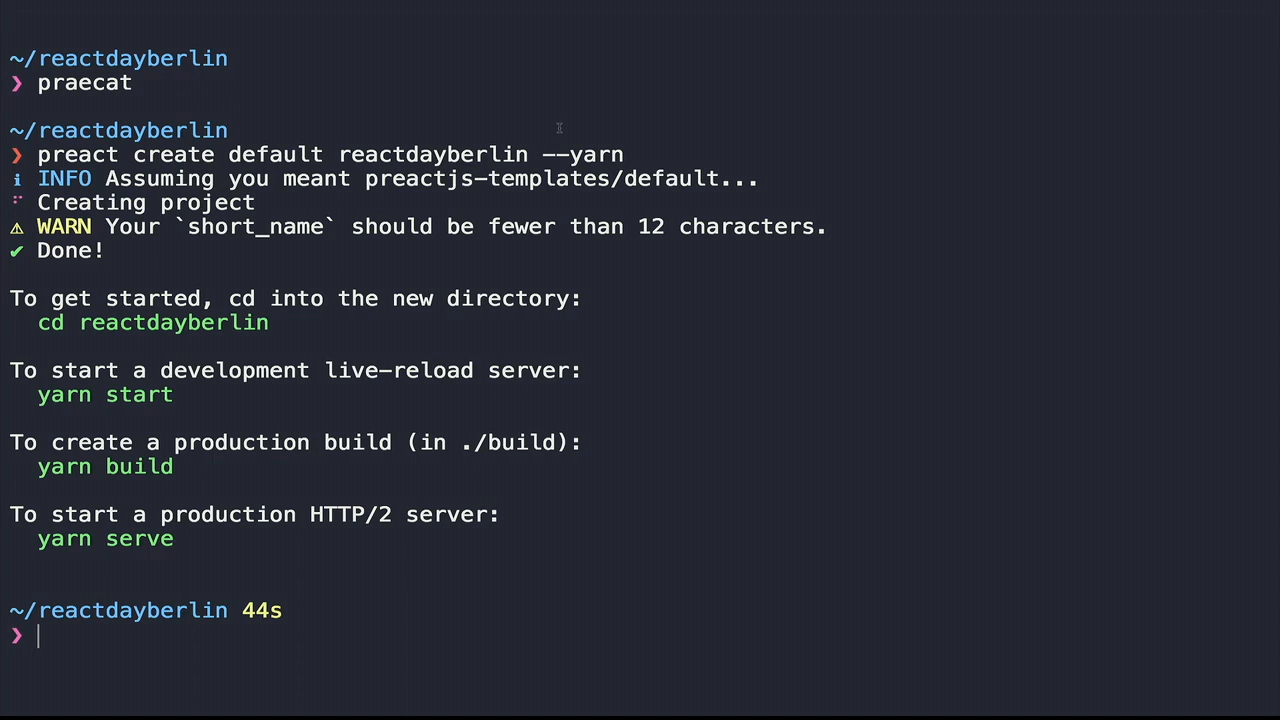 ~/reactdayberlin
❯ praecat
~/reactdayberlin
❯ preact create default reactdayberlin --yarn
ℹ INFO Assuming you meant preactjs-templates/default...
⠋ Creating project
⚠ WARN Your `short_name` should be fewer than 12 characters.
✔ Done!
To get started, cd into the new directory:
cd reactdayberlin
To start a development live-reload server:
yarn start
To create a production build (in ./build):
yarn build
To start a production HTTP/2 server:
yarn serve
~/reactdayberlin 44s
❯